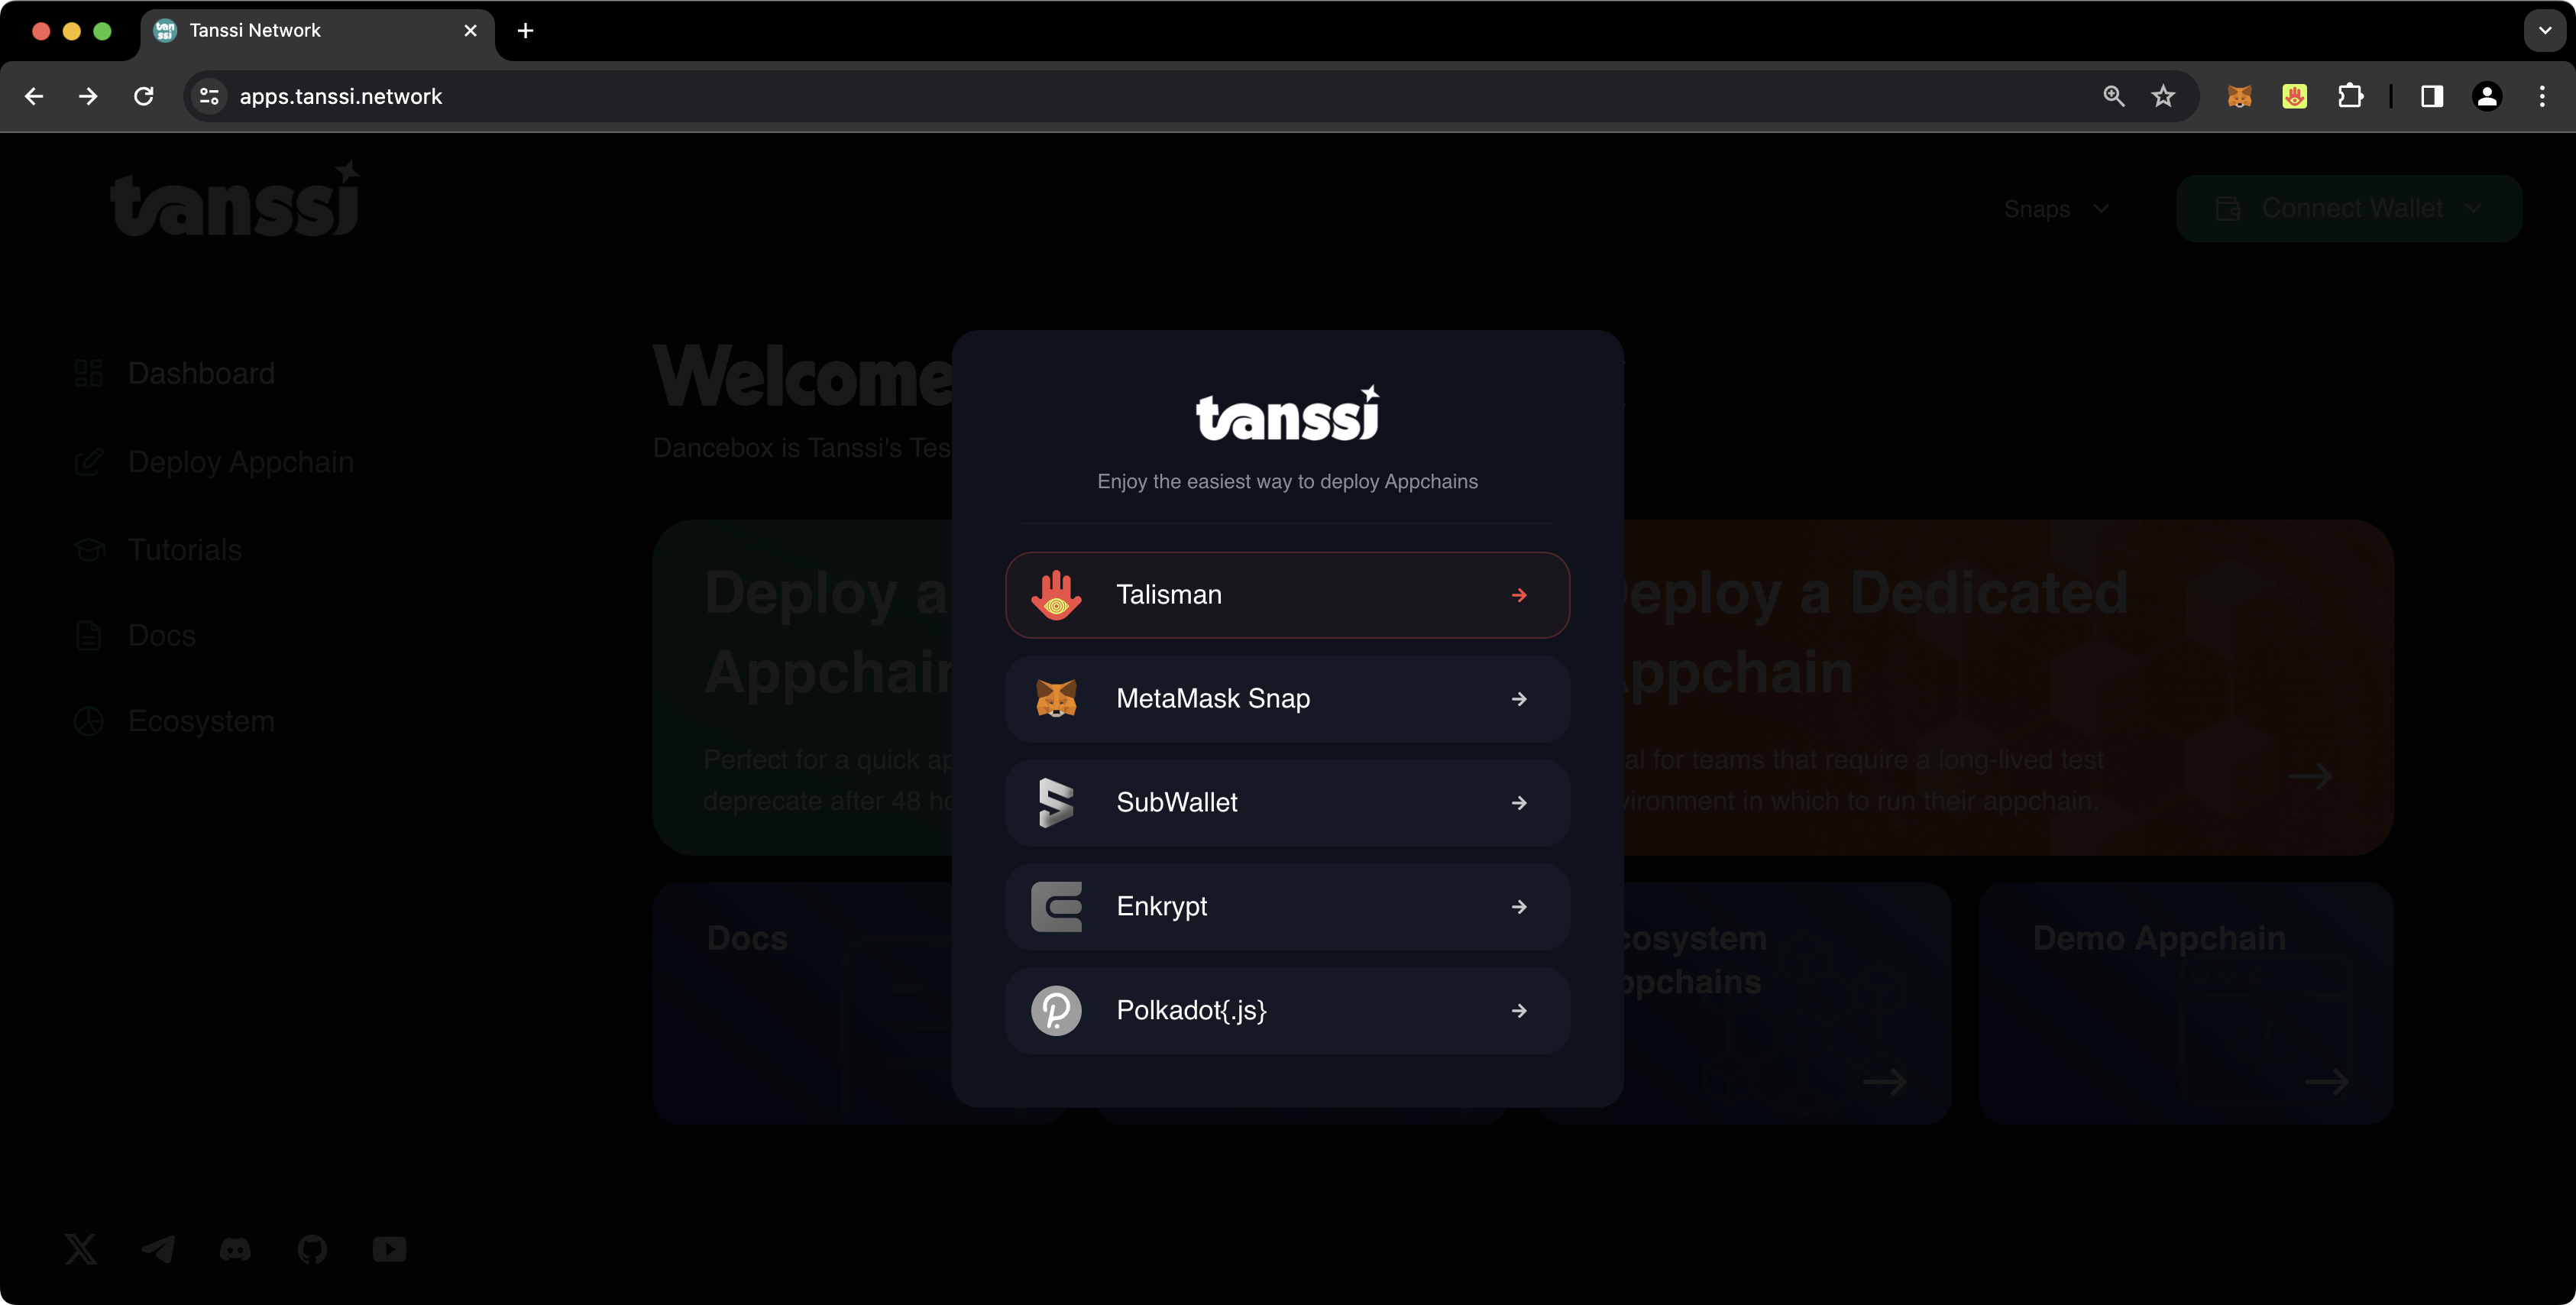 Tanssi Network
apps.tanssi.network
tanssi
Snaps
Connect Wallet
Dashboard
Deploy Appchain
Tutorials
Docs
Ecosystem
Welcome
Dancebox is Tanssi's Tes
Deploy a
Appchain
Perfect for a quick ap
deprecate after 48 ho
eploy a Dedicated
ppchain
al for teams that require a long-lived test
vironment in which to run their appchain.
Docs
cosystem
ppchains
Demo Appchain
tanssi
Enjoy the easiest way to deploy Appchains
Talisman
MetaMask Snap
SubWallet
Enkrypt
Polkadot{.js}